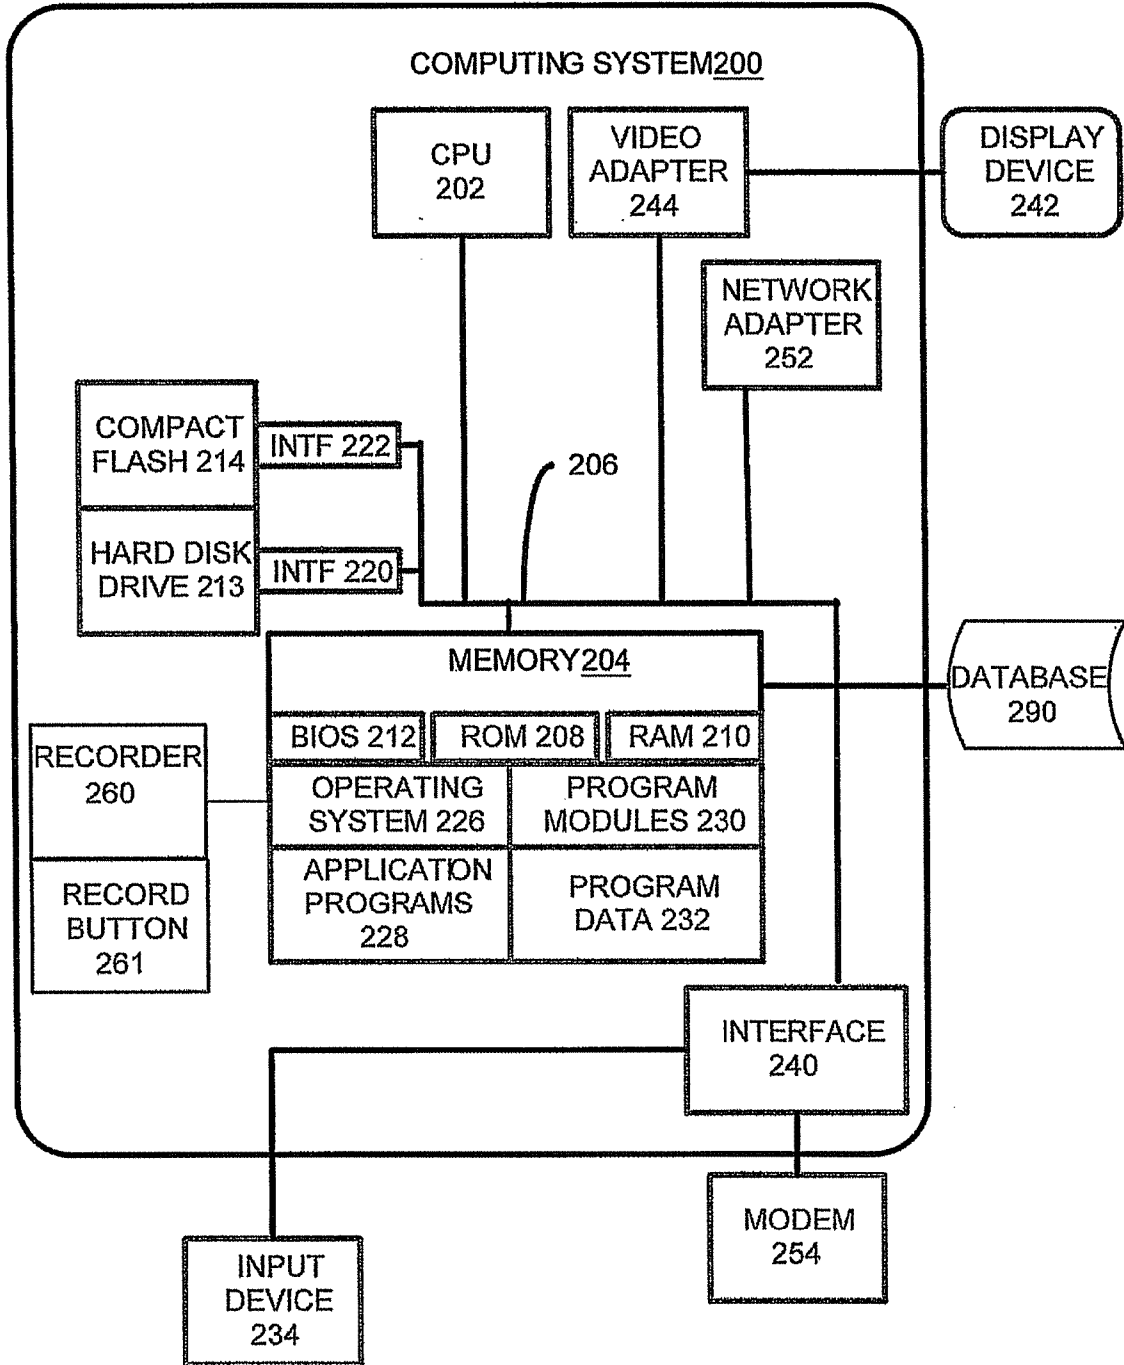 COMPUTING SYSTEM200
CPU
202
VIDEO
ADAPTER
244
DISPLAY
DEVICE
242
NETWORK
ADAPTER
252
COMPACT
FLASH 214
INTF 222
206
HARD DISK
DRIVE 213
INTF 220
MEMORY204
DATABASE
290
BIOS 212
ROM 208
RAM 210
RECORDER
260
OPERATING
SYSTEM 226
PROGRAM
MODULES 230
RECORD
BUTTON
261
APPLICATION
PROGRAMS
228
PROGRAM
DATA 232
INTERFACE
240
MODEM
254
INPUT
DEVICE
234